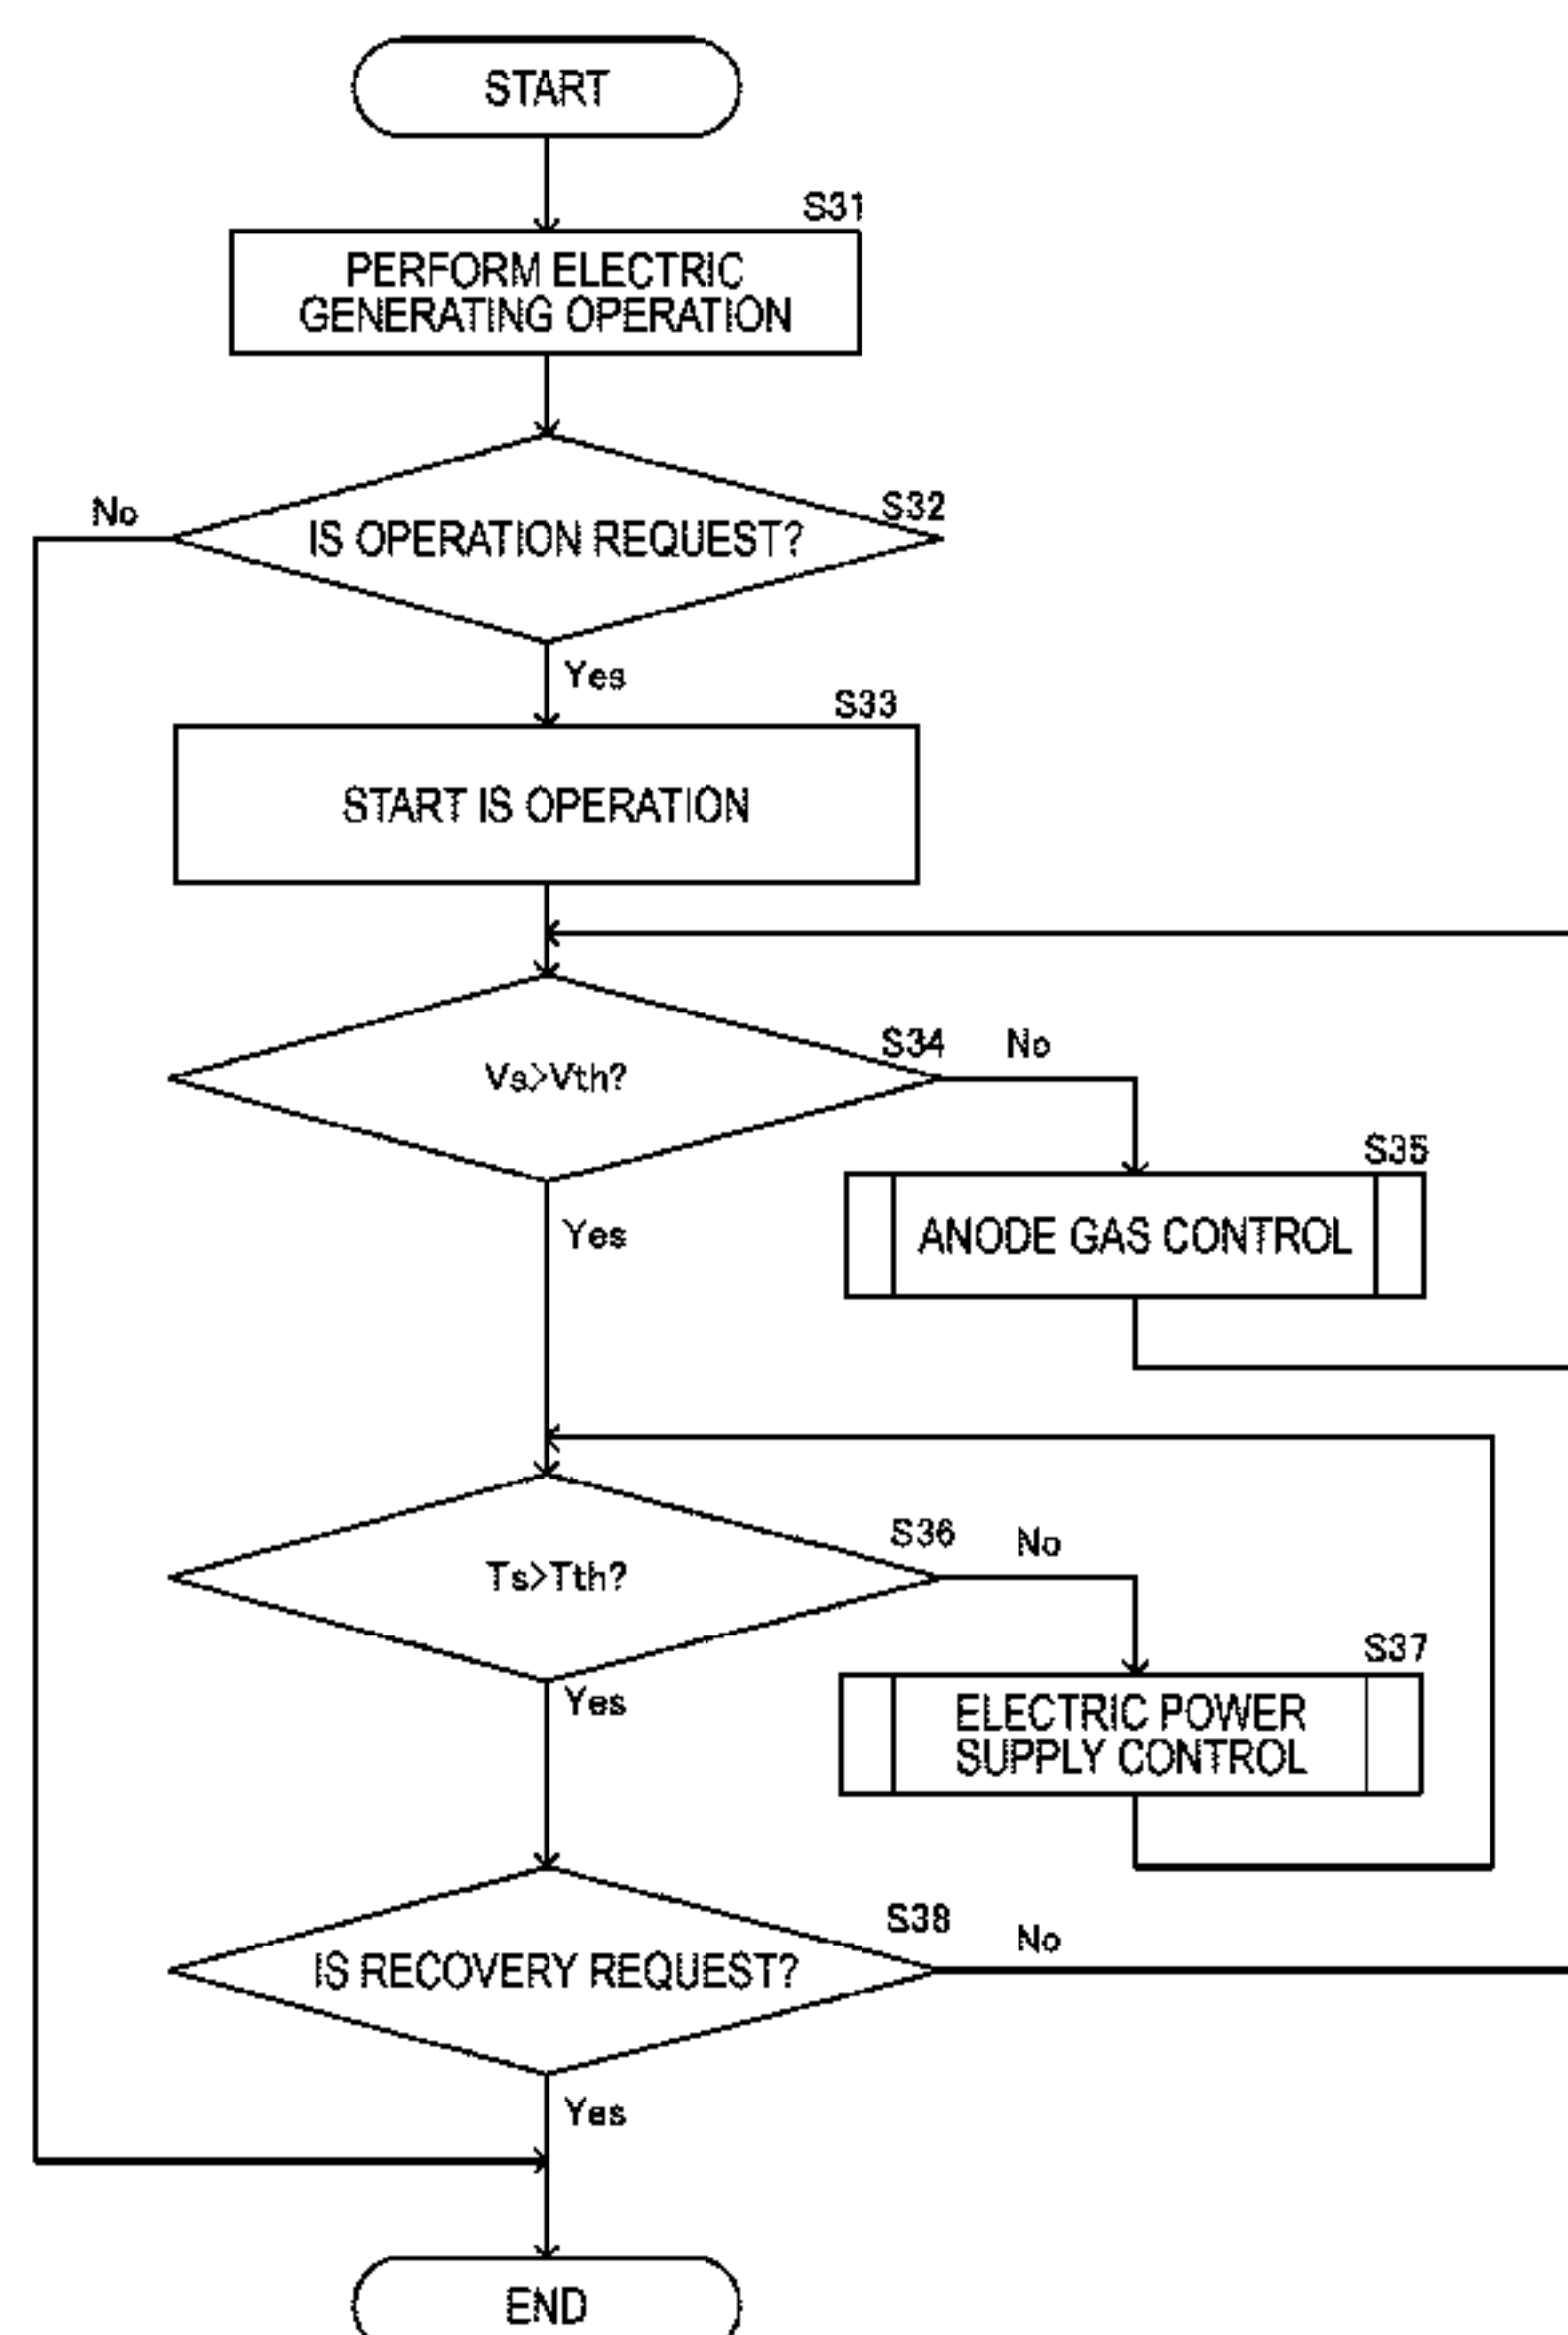 START
S31
PERFORM ELECTRIC
GENERATING OPERATION
S32
No
IS OPERATION REQUEST?
Yes
S33
START IS OPERATION
S34
No
Vs>Vth?
S35
Yes
ANODE GAS CONTROL
S36
No
Ts>Tth?
S37
Yes
ELECTRIC POWER
SUPPLY CONTROL
S38
No
IS RECOVERY REQUEST?
Yes
END